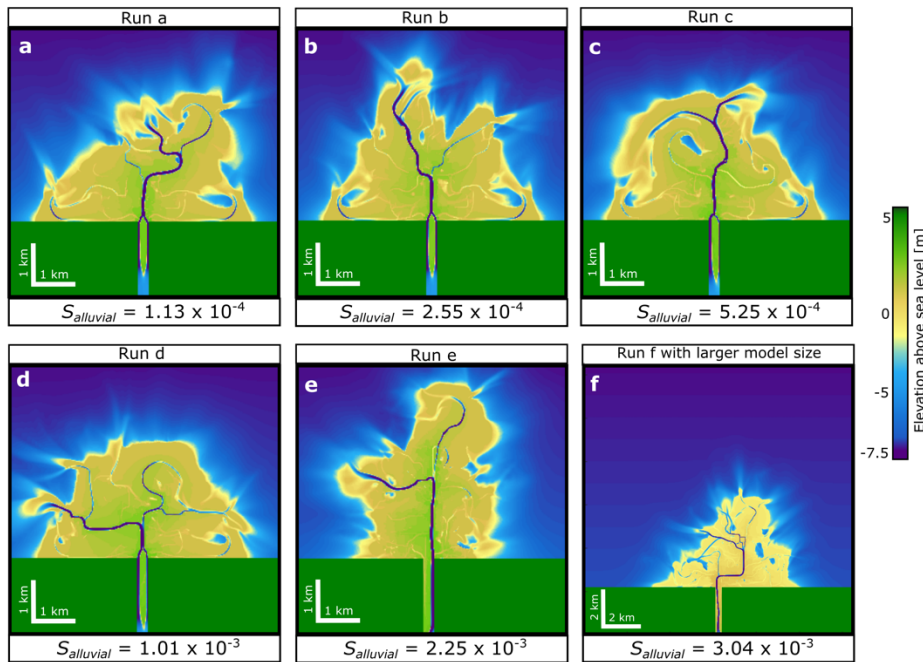 Run a
Run b
Run c
a
b
c
1 km
1 km
1 km
1 km
1 km
1 km
S_alluvial = 1.13 x 10⁻⁴
S_alluvial = 2.55 x 10⁻⁴
S_alluvial = 5.25 x 10⁻⁴
5
0
-5
-7.5
Elevation above sea level [m]
Run d
Run e
Run f with larger model size
d
e
f
1 km
1 km
1 km
1 km
2 km
2 km
S_alluvial = 1.01 x 10⁻³
S_alluvial = 2.25 x 10⁻³
S_alluvial = 3.04 x 10⁻³